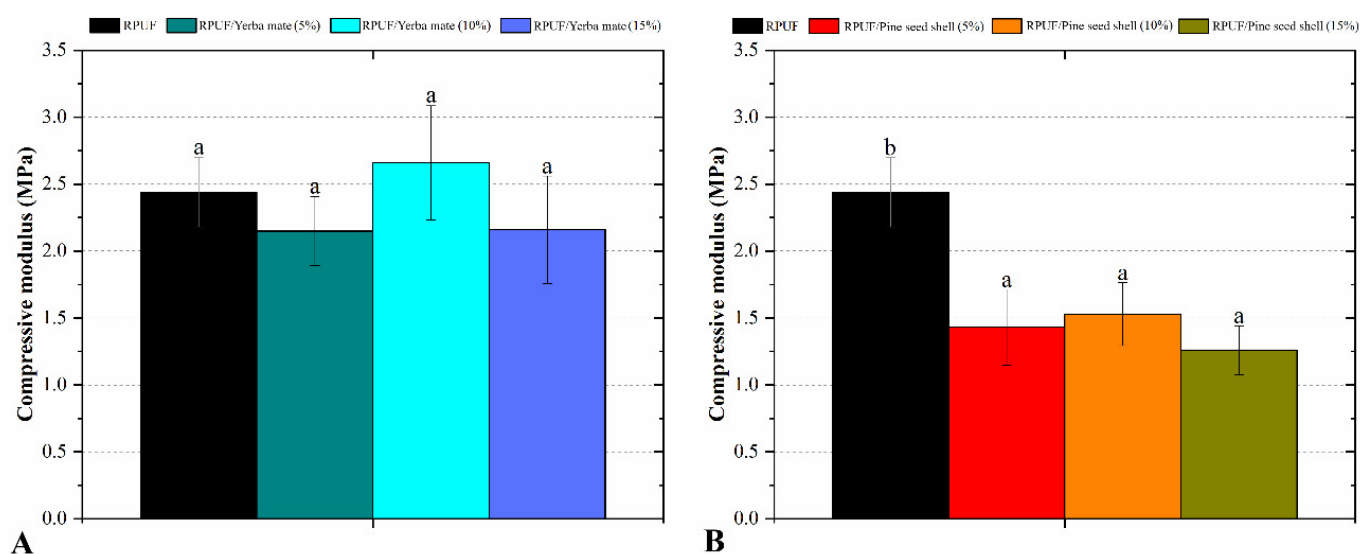 RPUF RPUF/Yerba mate (5%) RPUF/Yerba mate (10%) RPUF/Yerba mate (15%)
3.5
3.0
2.5
2.0
1.5
1.0
0.5
0.0
Compressive modulus (MPa)
a
a
a
a
A
RPUF RPUF/Pine seed shell (5%) RPUF/Pine seed shell (10%) RPUF/Pine seed shell (15%)
3.5
3.0
2.5
2.0
1.5
1.0
0.5
0.0
Compressive modulus (MPa)
b
a
a
a
B